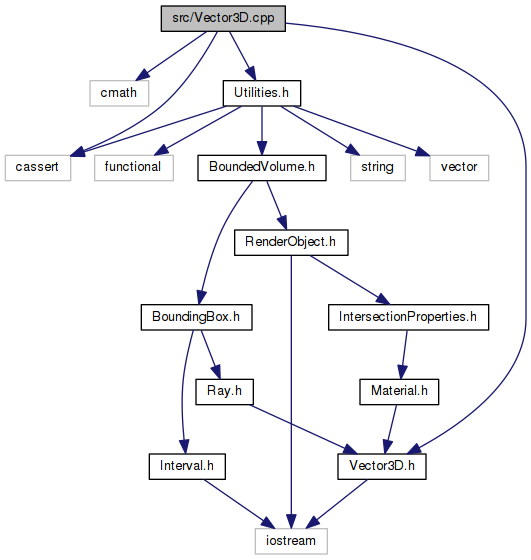 src/Vector3D.cpp
cmath
Utilities.h
cassert
functional
BoundedVolume.h
string
vector
RenderObject.h
BoundingBox.h
IntersectionProperties.h
Ray.h
Material.h
Interval.h
Vector3D.h
iostream